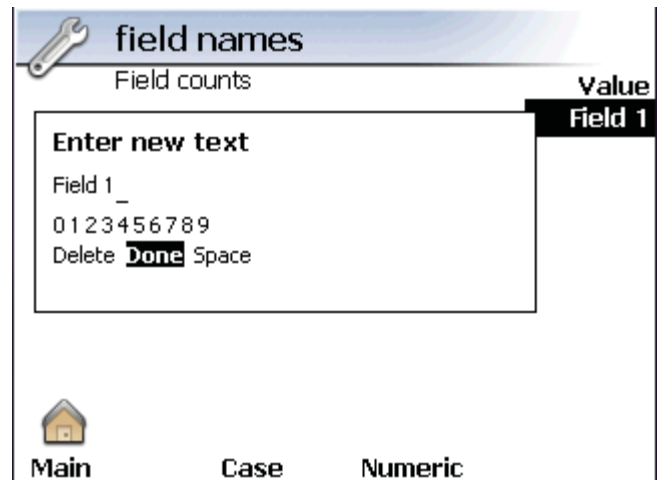 field names
Field counts
Value
Field 1
Enter new text
Field 1_
0123456789
Delete Done Space
Main Case Numeric